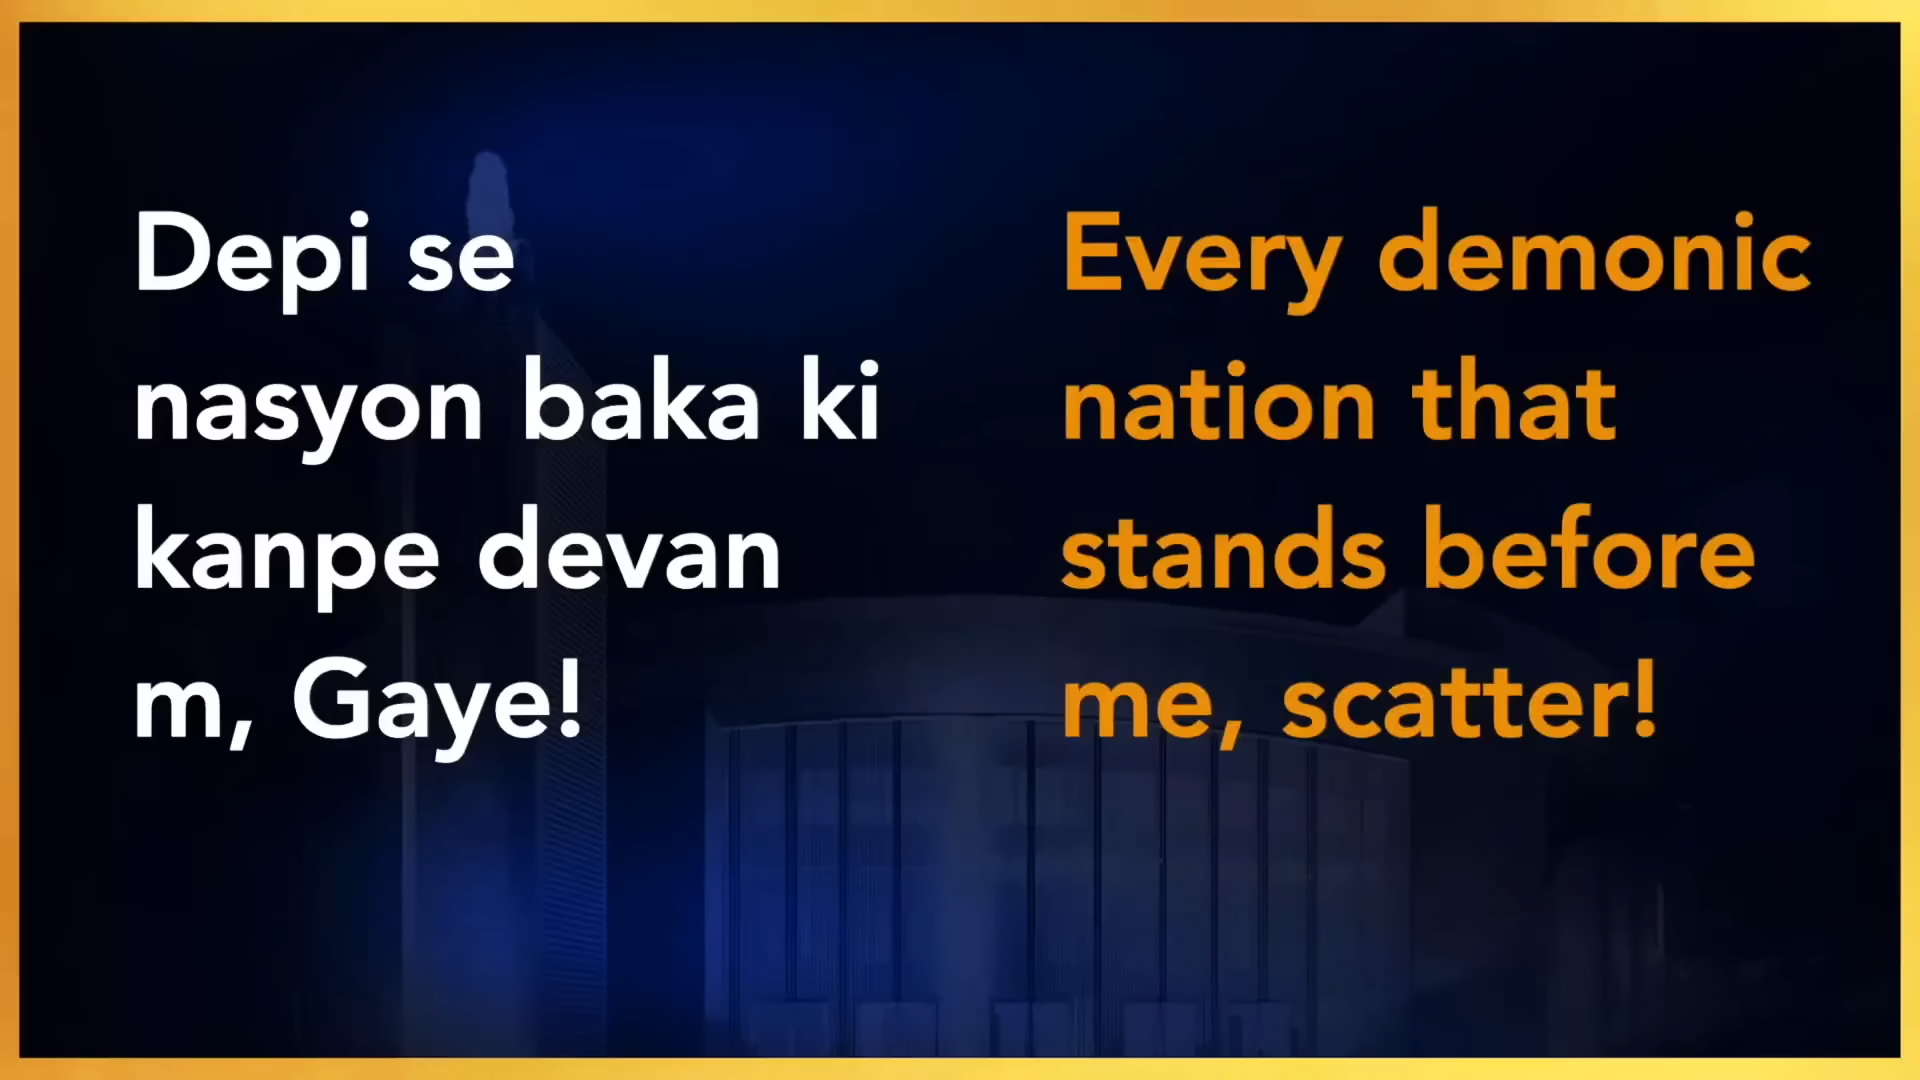 Depi se
nasyon baka ki
kanpe devan
m, Gaye!
Every demonic
nation that
stands before
me, scatter!